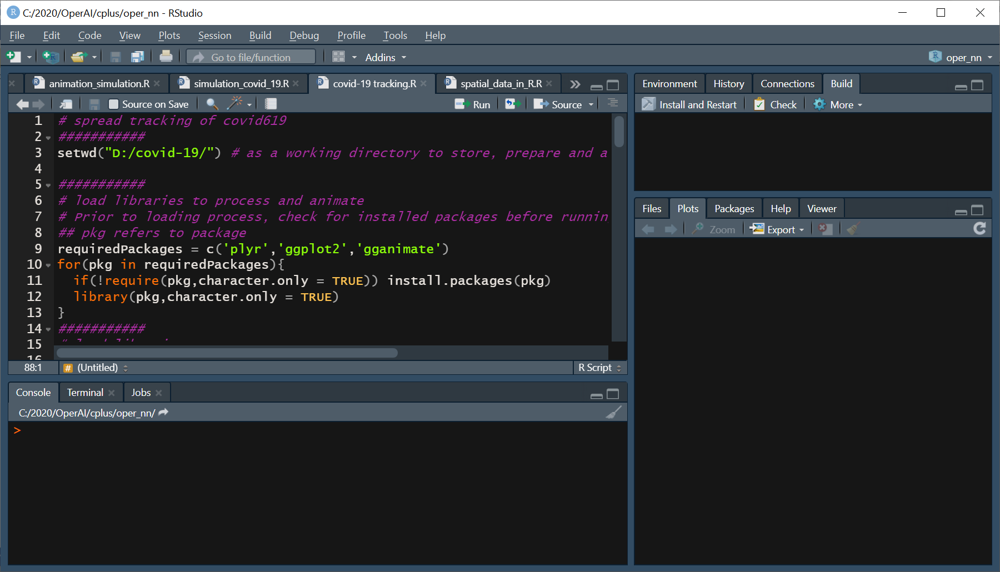 C:/2020/OperAI/cplus/oper_nn - RStudio
File Edit Code View Plots Session Build Debug Profile Tools Help
Go to file/function Addins oper_nn
animation_simulation.R simulation_covid_19.R covid-19 tracking.R spatial_data_in_R.R
Source on Save Run Source
1 # spread tracking of covid619
2 ###########
3 setwd("D:/covid-19/") # as a working directory to store, prepare and a
4
5 ###########
6 # load libraries to process and animate
7 # Prior to loading process, check for installed packages before runnin
8 ## pkg refers to package
9 requiredPackages = c('plyr','ggplot2','gganimate')
10 for(pkg in requiredPackages){
11 if(!require(pkg,character.only = TRUE)) install.packages(pkg)
12 library(pkg,character.only = TRUE)
13 }
14 ###########
15
16
88:1 # (Untitled) R Script
Console Terminal Jobs
C:/2020/OperAI/cplus/oper_nn/
>
Environment History Connections Build
Install and Restart Check More
Files Plots Packages Help Viewer
Zoom Export